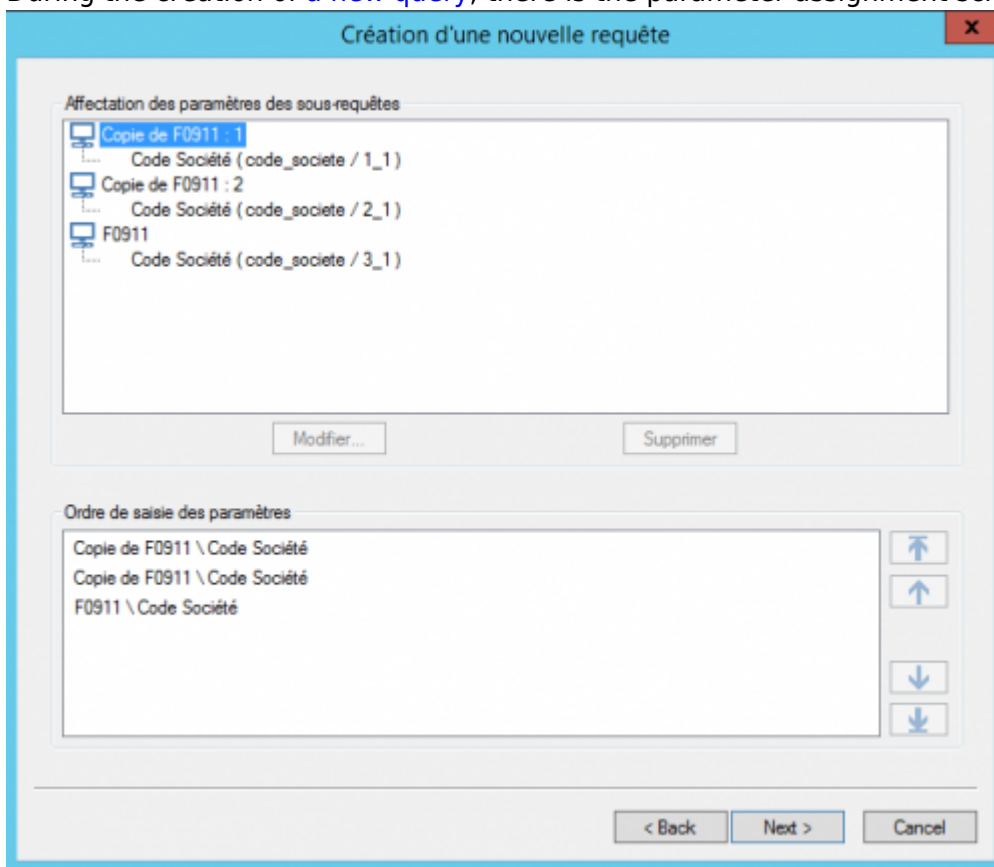 During the creation of a new query, there is the parameter assignment
Création d'une nouvelle requête
x
Affectation des paramètres des sous-requêtes
Copie de F0911 : 1
Code Société ( code_societe / 1_1 )
Copie de F0911 : 2
Code Société ( code_societe / 2_1 )
F0911
Code Société ( code_societe / 3_1 )
Modifier... Supprimer
Ordre de saisie des paramètres
Copie de F0911 \ Code Société
Copie de F0911 \ Code Société
F0911 \ Code Société
< Back Next > Cancel